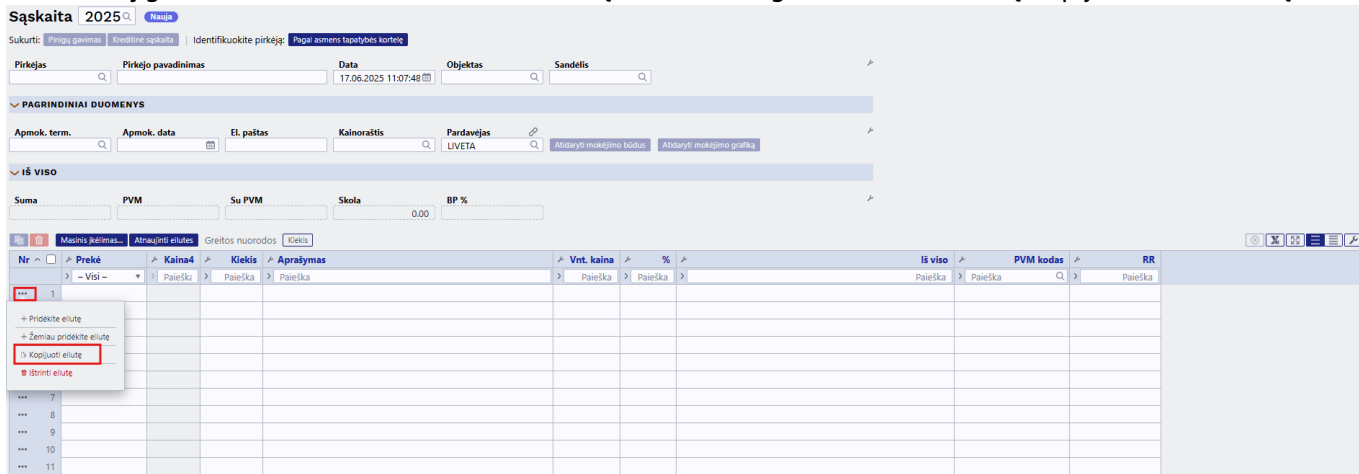 Sąskaita 2025 Nauja
Sukurti: Pinigų gavimas Kreditinė sąskaita | Identifikuokite pirkėją: Pagal asmens tapatybės kortelę
Pirkėjas Pirkėjo pavadinimas Data Objektas Sandėlis
17.06.2025 11:07:48
PAGRINDINIAI DUOMENYS
Apmok. term. Apmok. data El. paštas Kainoraštis Pardavėjas
LIVETA Atidaryti mokėjimo būdus Atidaryti mokėjimo grafiką
IŠ VISO
Suma PVM Su PVM Skola BP %
0.00
Masinis įkėlimas... Atnaujinti eilutes Greitos nuorodos Kiekis
Nr Prekė Kaina4 Kiekis Aprašymas Vnt. kaina % Iš viso PVM kodas RR
– Visi – Paieška Paieška Paieška Paieška Paieška Paieška Paieška Paieška
1
+ Pridėkite eilutę
+ Žemiau pridėkite eilutę
Kopijuoti eilutę
Ištrinti eilutę
7
8
9
10
11